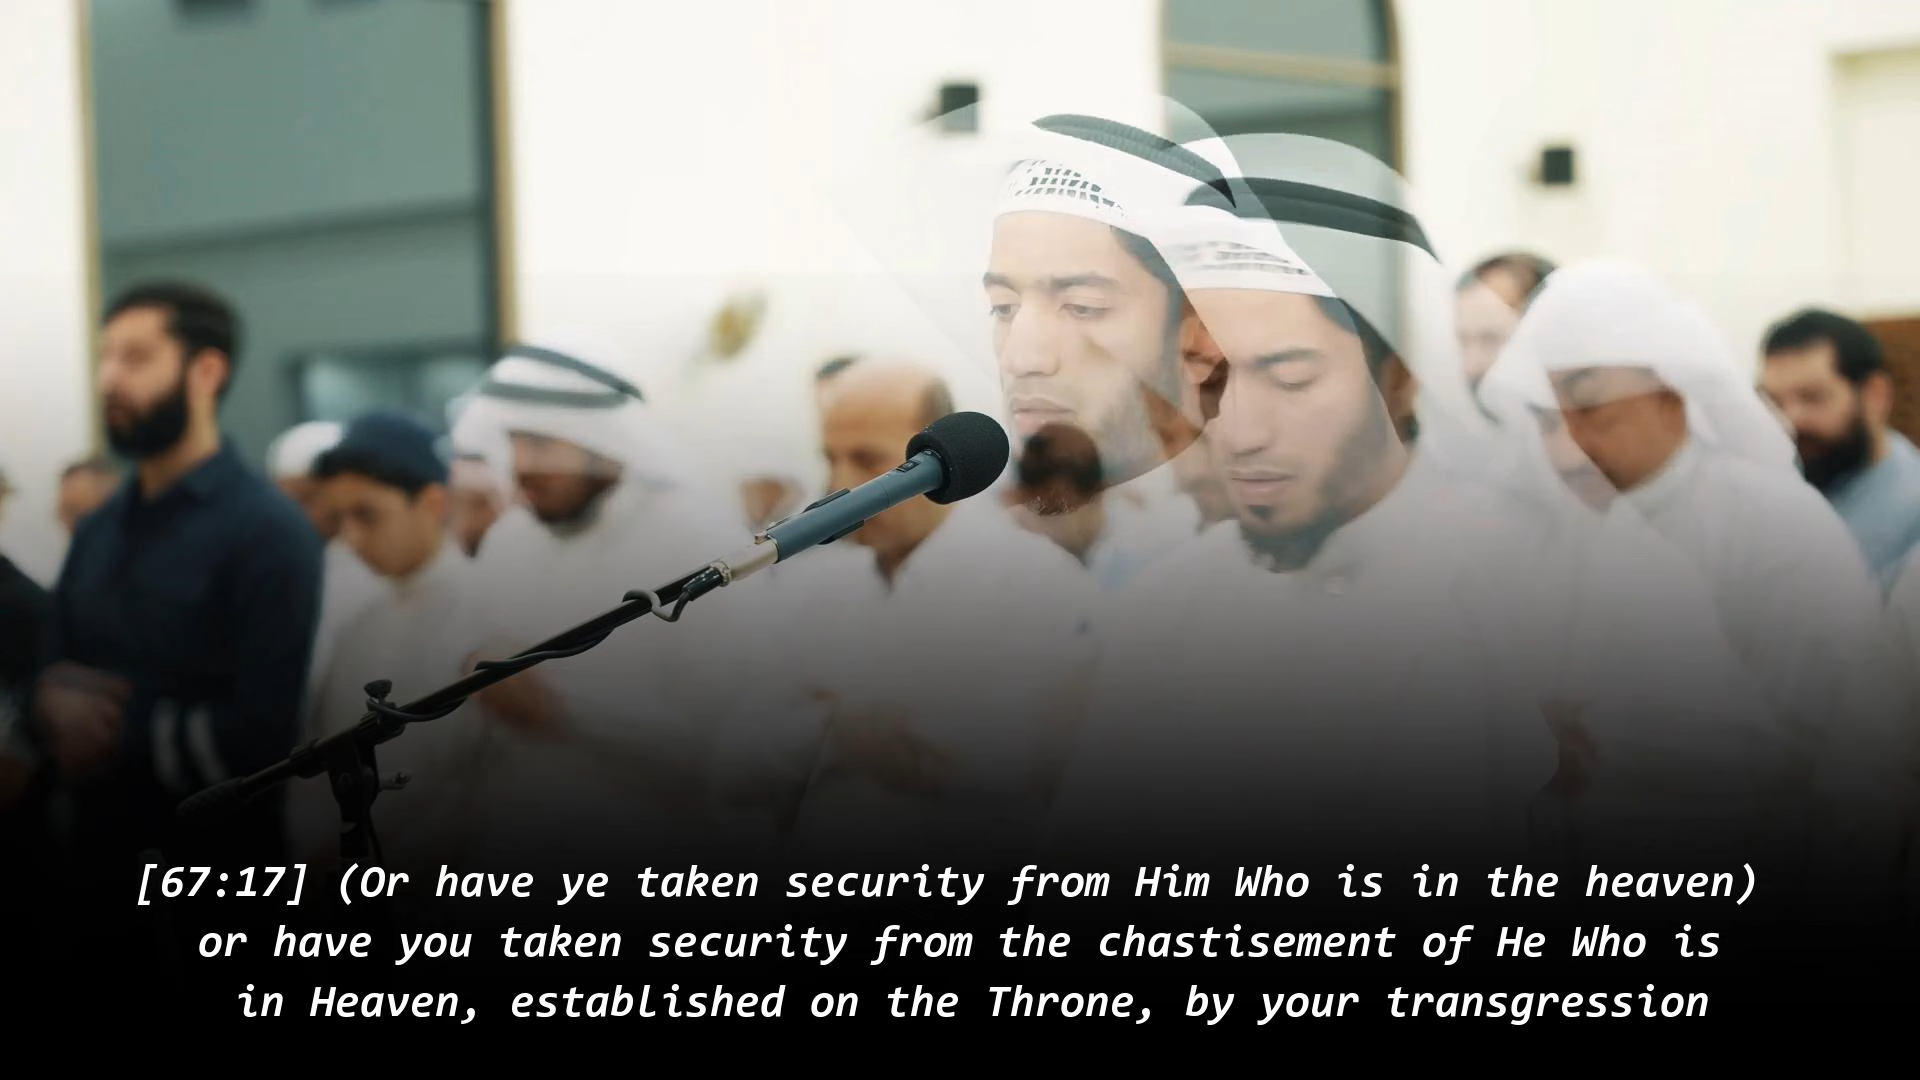 [67:17] (Or have ye taken security from Him Who is in the heaven)
or have you taken security from the chastisement of He Who is
in Heaven, established on the Throne, by your transgression